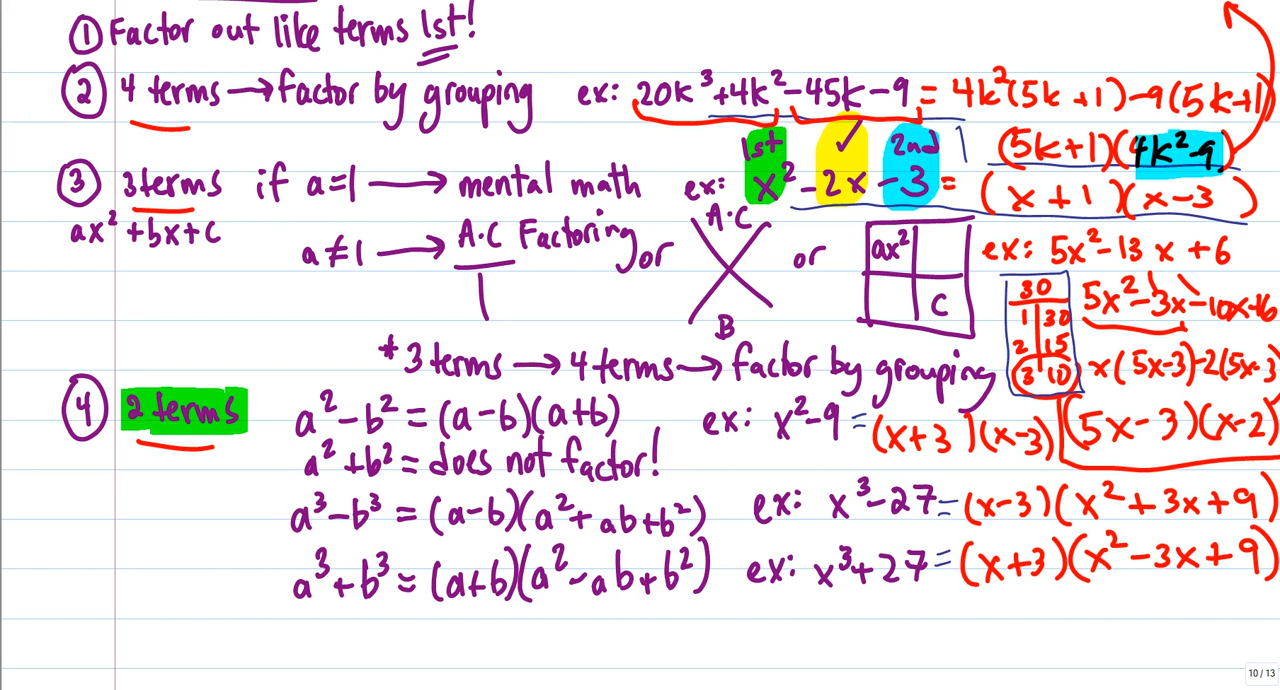 ① Factor out like terms 1st!
② 4 terms → factor by grouping ex: 20k³+4k²-45k-9 = 4k²(5k+1)-9(5k+1)
(5k+1)(4k²-9)
1st ✓ 2nd
③ 3 terms if a=1 → mental math ex: x²-2x-3 = (x+1)(x-3)
ax²+bx+c
a≠1 → A·C Factoring or A·C B or ax² C ex: 5x²-13x+6
30
1 30
2 15
3 10
5x²-3x-10x+6
x(5x-3)-2(5x-3)
(5x-3)(x-2)
* 3 terms → 4 terms → factor by grouping
④ 2 terms a²-b²=(a-b)(a+b) ex: x²-9=(x+3)(x-3)
a²+b²=does not factor!
a³-b³=(a-b)(a²+ab+b²) ex: x³-27=(x-3)(x²+3x+9)
a³+b³=(a+b)(a²-ab+b²) ex: x³+27=(x+3)(x²-3x+9)
10 / 13